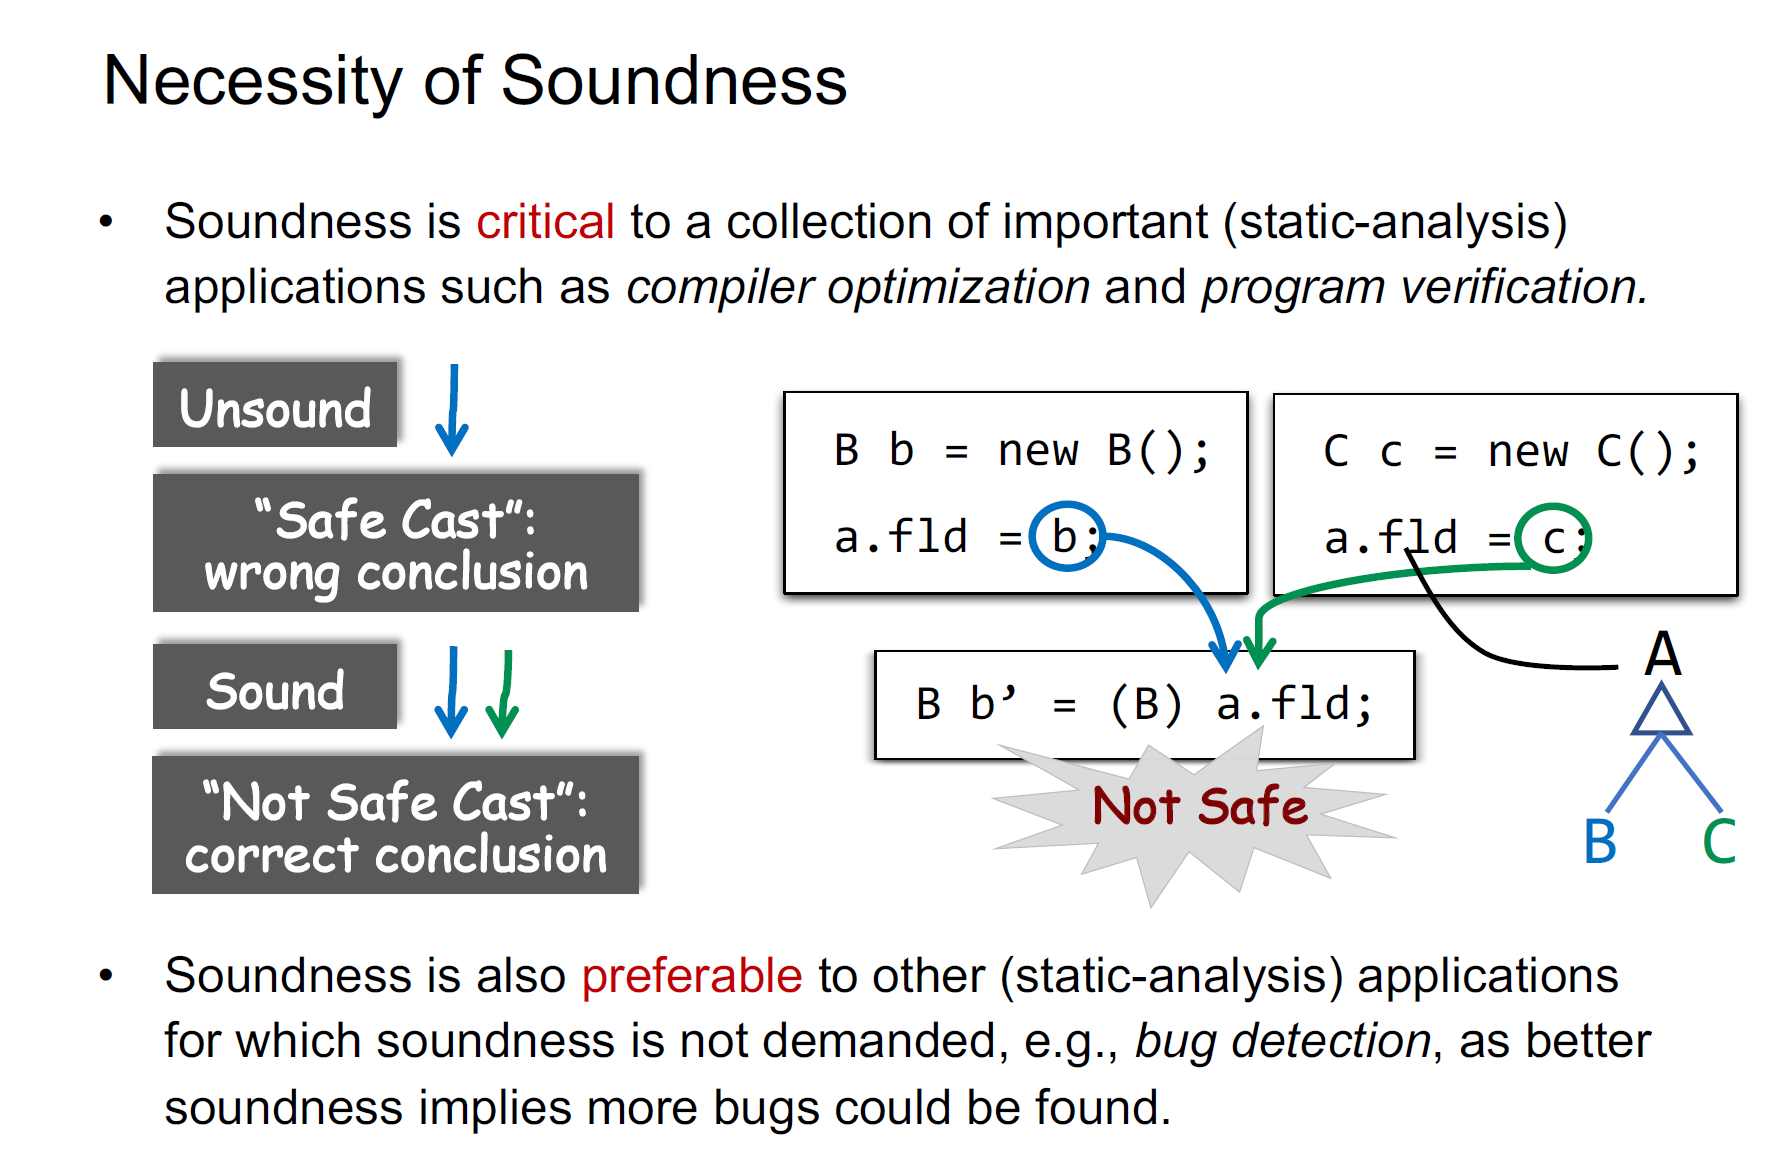 Necessity of Soundness
• Soundness is critical to a collection of important (static-analysis)
applications such as compiler optimization and program verification.
Unsound
“Safe Cast”:
wrong conclusion
Sound
“Not Safe Cast”:
correct conclusion
B b = new B();
a.fld = b;
C c = new C();
a.fld = c;
B b’ = (B) a.fld;
Not Safe
A
B C
• Soundness is also preferable to other (static-analysis) applications
for which soundness is not demanded, e.g., bug detection, as better
soundness implies more bugs could be found.